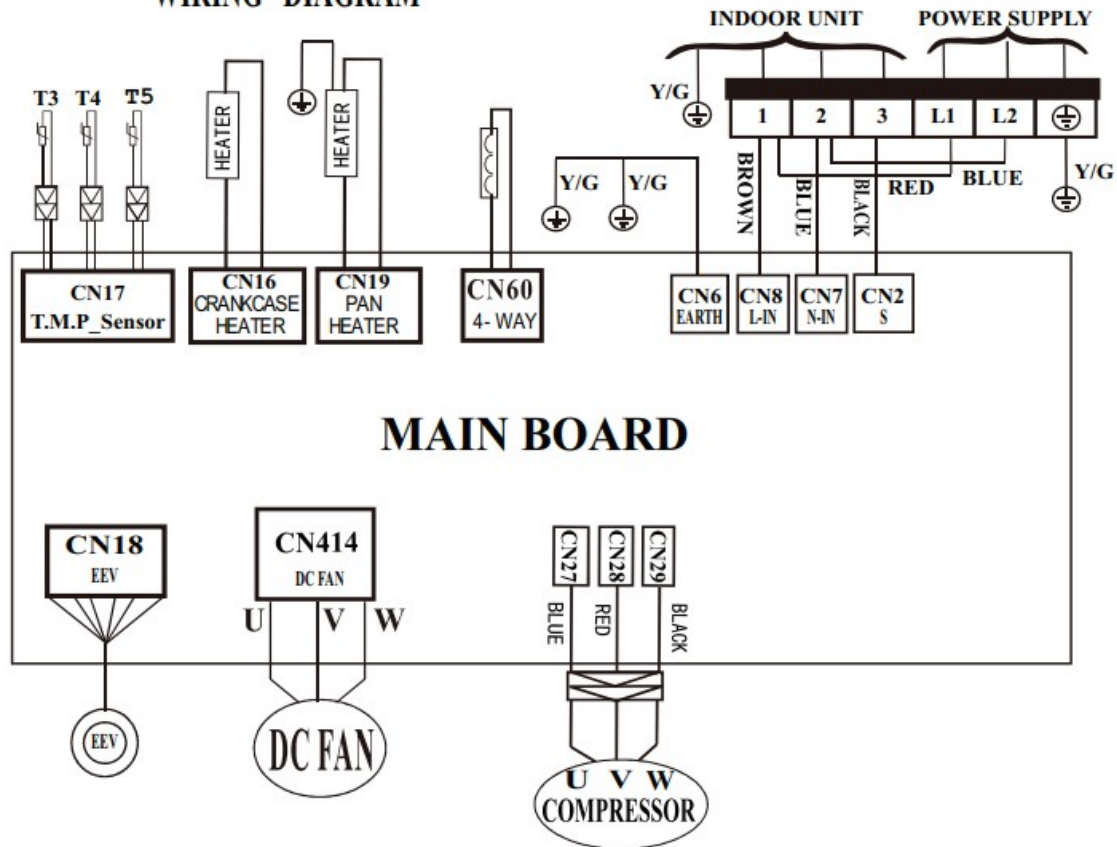 WIRING DIAGRAM
INDOOR UNIT
POWER SUPPLY
T3
T4
T5
HEATER
HEATER
Y/G
1
2
3
L1
L2
Y/G
Y/G
Y/G
BROWN
BLUE
BLACK
RED
BLUE
CN17
T.M.P_Sensor
CN16
CRANKCASE
HEATER
CN19
PAN
HEATER
CN60
4- WAY
CN6
EARTH
CN8
L-IN
CN7
N-IN
CN2
S
MAIN BOARD
CN18
EEV
CN414
DC FAN
U
V
W
CN27
CN28
CN29
BLUE
RED
BLACK
EEV
DC FAN
U V W
COMPRESSOR